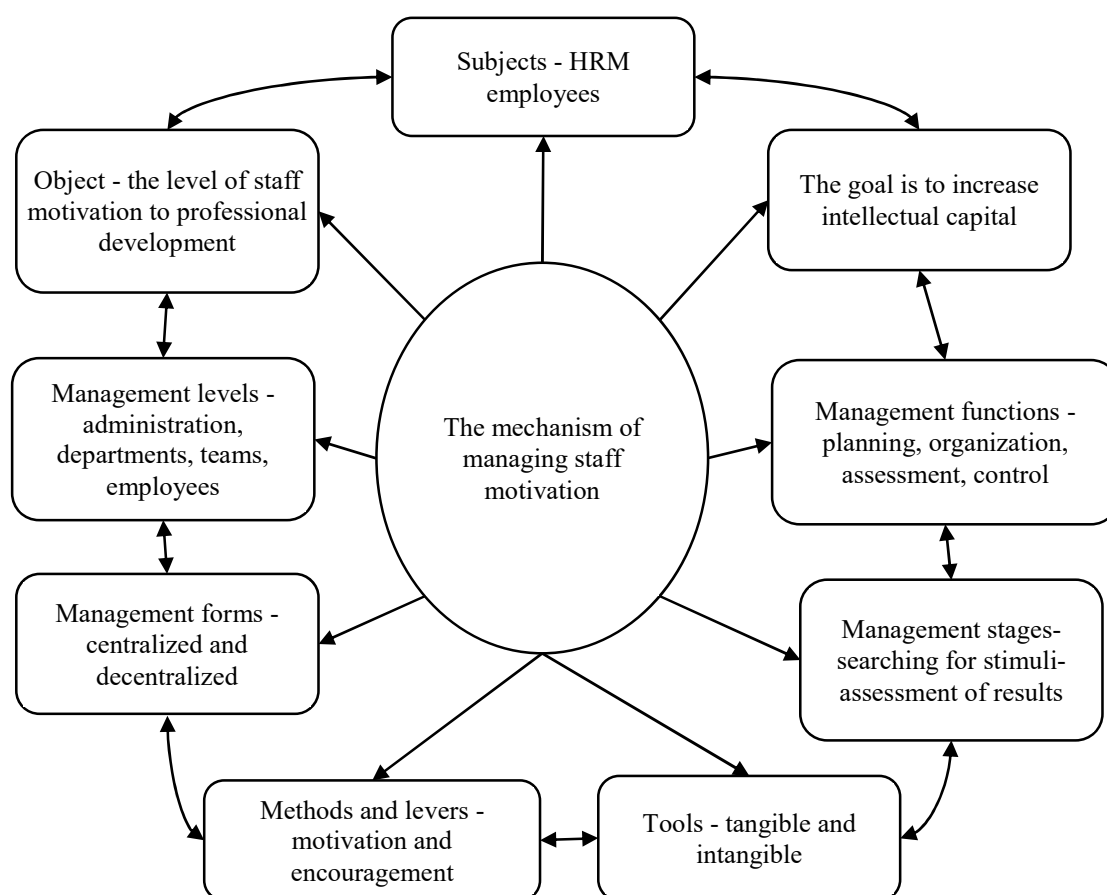 Subjects - HRM
employees
Object - the level of staff
motivation to professional
development
The goal is to increase
intellectual capital
Management levels -
administration,
departments, teams,
employees
The mechanism of
managing staff
motivation
Management functions -
planning, organization,
assessment, control
Management forms -
centralized and
decentralized
Management stages-
searching for stimuli-
assessment of results
Methods and levers -
motivation and
encouragement
Tools - tangible and
intangible